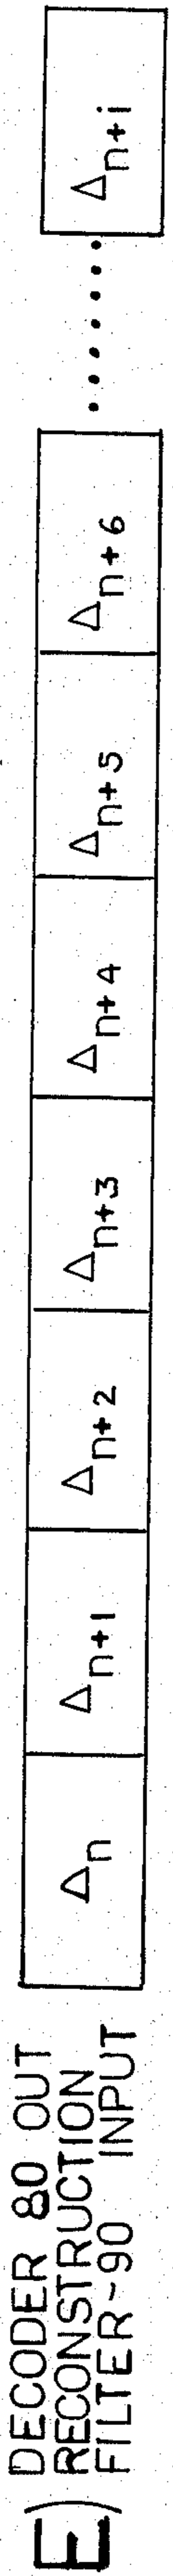 E) DECODER 80 OUT
RECONSTRUCTION
FILTER-90 INPUT
Δn Δn+1 Δn+2 Δn+3 Δn+4 Δn+5 Δn+6 ....... Δn+i